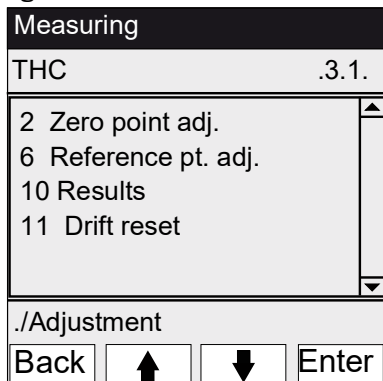 Measuring
THC .3.1.
2 Zero point adj.
6 Reference pt. adj.
10 Results
11 Drift reset
./Adjustment
Back Enter